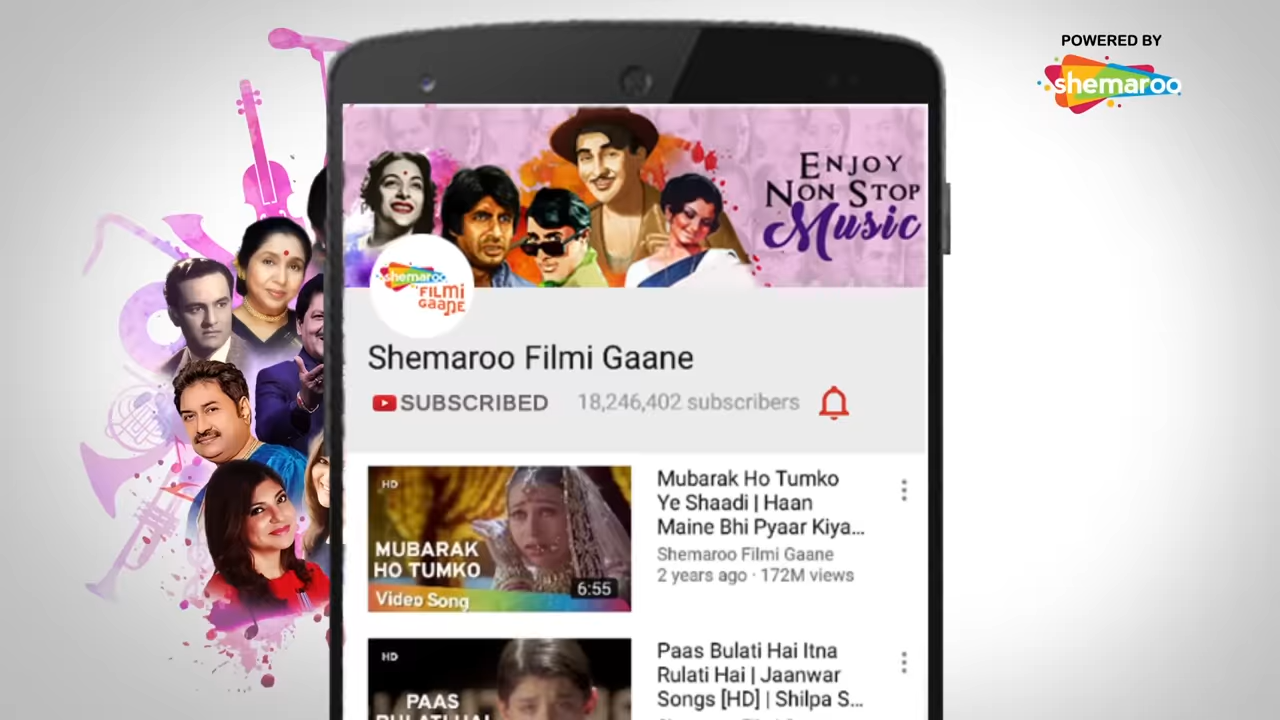 POWERED BY
shemaroo
ENJOY
NON STOP
Music
shemaroo
FILMI
GAANE
Shemaroo Filmi Gaane
SUBSCRIBED
18,246,402 subscribers
HD
MUBARAK
HO TUMKO
6:55
Video Song
Mubarak Ho Tumko
Ye Shaadi | Haan
Maine Bhi Pyaar Kiya...
Shemaroo Filmi Gaane
2 years ago · 172M views
HD
PAAS
BULATI HAI
Paas Bulati Hai Itna
Rulati Hai | Jaanwar
Songs [HD] | Shilpa S...